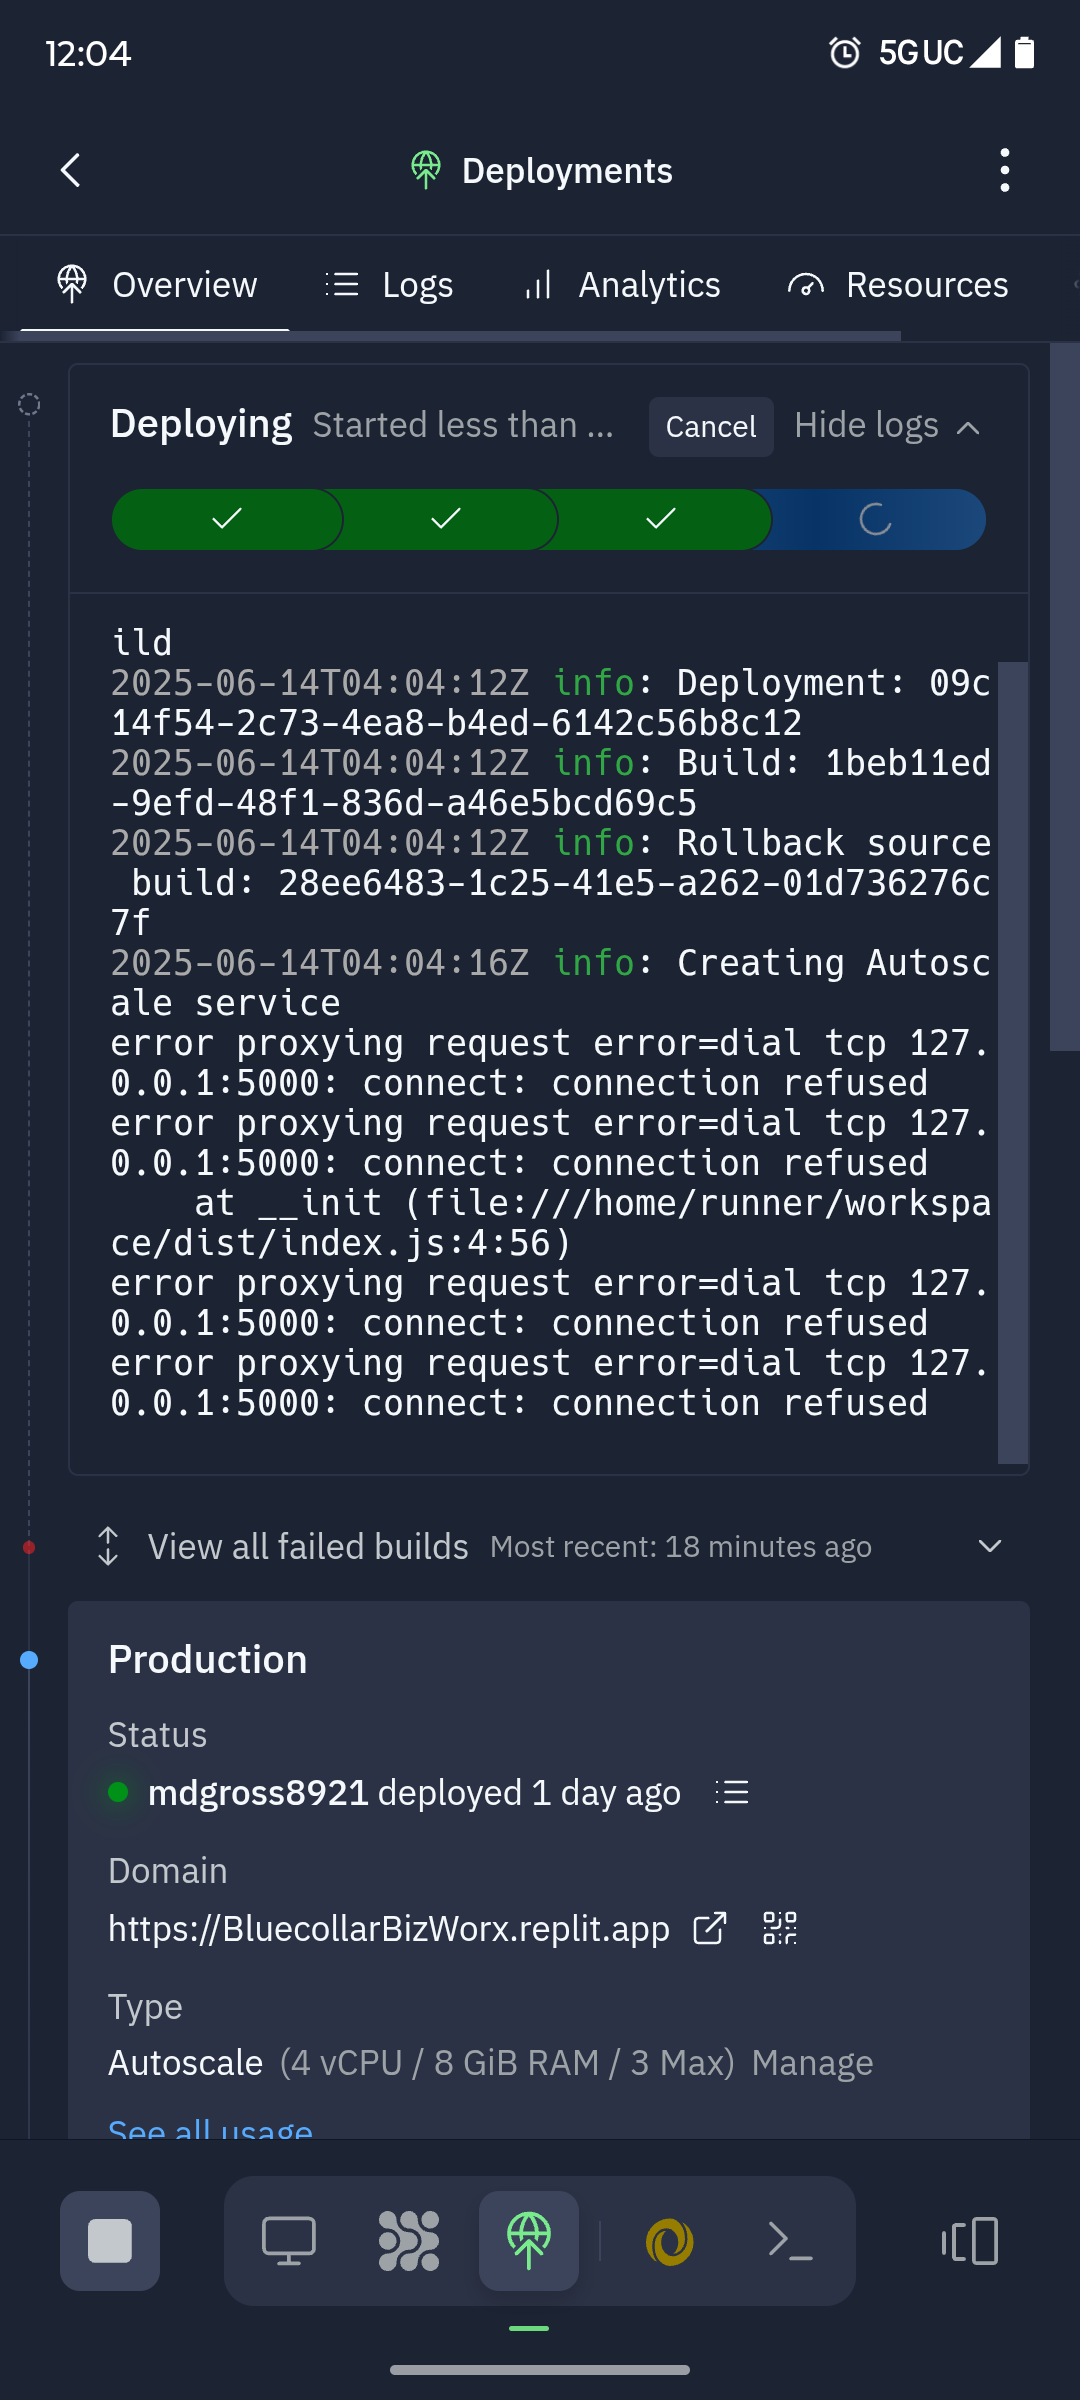 12:04
5G UC
Deployments
Overview Logs Analytics Resources
Deploying Started less than ... Cancel Hide logs
ild
2025-06-14T04:04:12Z info: Deployment: 09c
14f54-2c73-4ea8-b4ed-6142c56b8c12
2025-06-14T04:04:12Z info: Build: 1beb11ed
-9efd-48f1-836d-a46e5bcd69c5
2025-06-14T04:04:12Z info: Rollback source
 build: 28ee6483-1c25-41e5-a262-01d736276c
7f
2025-06-14T04:04:16Z info: Creating Autosc
ale service
error proxying request error=dial tcp 127.
0.0.1:5000: connect: connection refused
error proxying request error=dial tcp 127.
0.0.1:5000: connect: connection refused
    at __init (file:///home/runner/workspa
ce/dist/index.js:4:56)
error proxying request error=dial tcp 127.
0.0.1:5000: connect: connection refused
error proxying request error=dial tcp 127.
0.0.1:5000: connect: connection refused
View all failed builds Most recent: 18 minutes ago
Production
Status
mdgross8921 deployed 1 day ago
Domain
https://BluecollarBizWorx.replit.app
Type
Autoscale (4 vCPU / 8 GiB RAM / 3 Max) Manage
See all usage